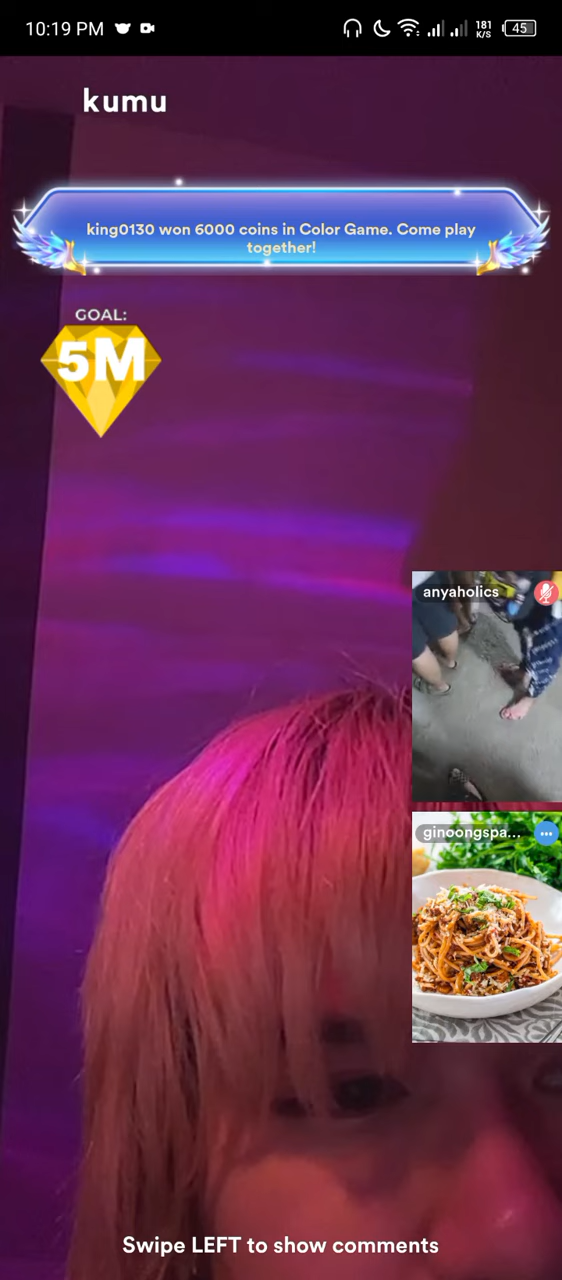 10:19 PM
181
K/S
45
kumu
king0130 won 6000 coins in Color Game. Come play
together!
GOAL:
5M
anyaholics
ginoongspa...
Swipe LEFT to show comments